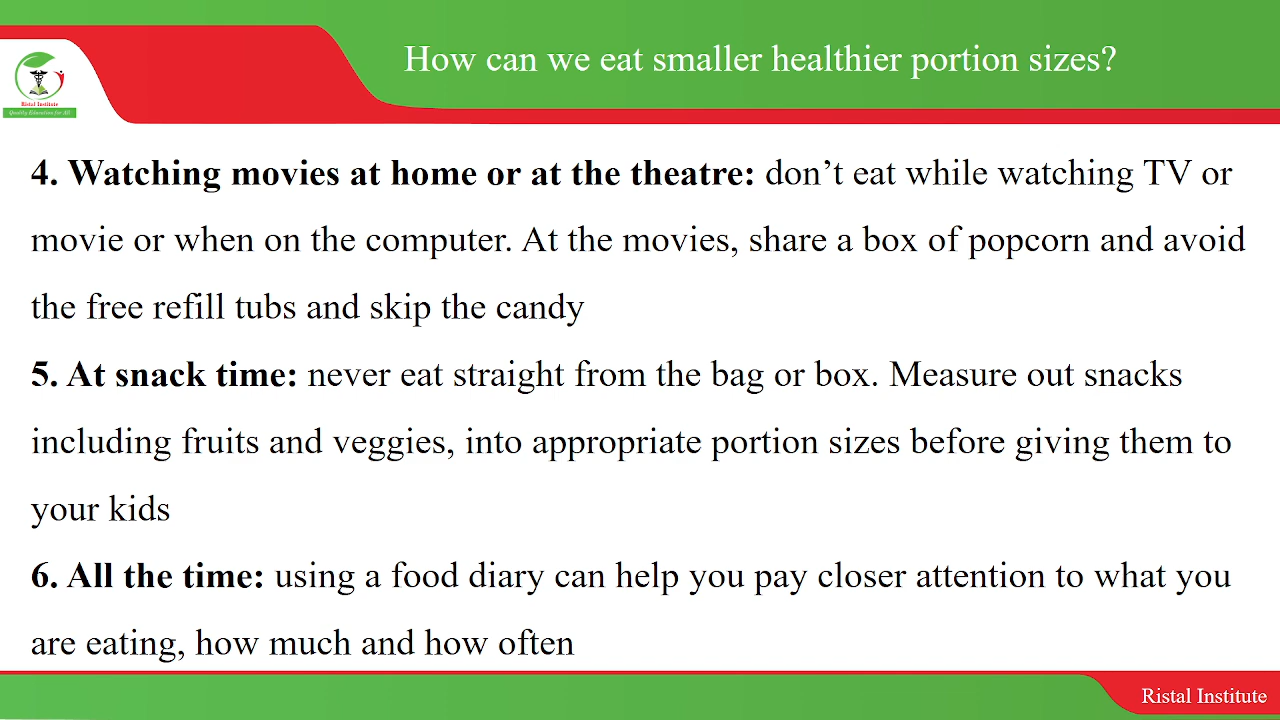 How can we eat smaller healthier portion sizes?
Ristal Institute
Quality Education for All
4. Watching movies at home or at the theatre: don’t eat while watching TV or
movie or when on the computer. At the movies, share a box of popcorn and avoid
the free refill tubs and skip the candy
5. At snack time: never eat straight from the bag or box. Measure out snacks
including fruits and veggies, into appropriate portion sizes before giving them to
your kids
6. All the time: using a food diary can help you pay closer attention to what you
are eating, how much and how often
Ristal Institute